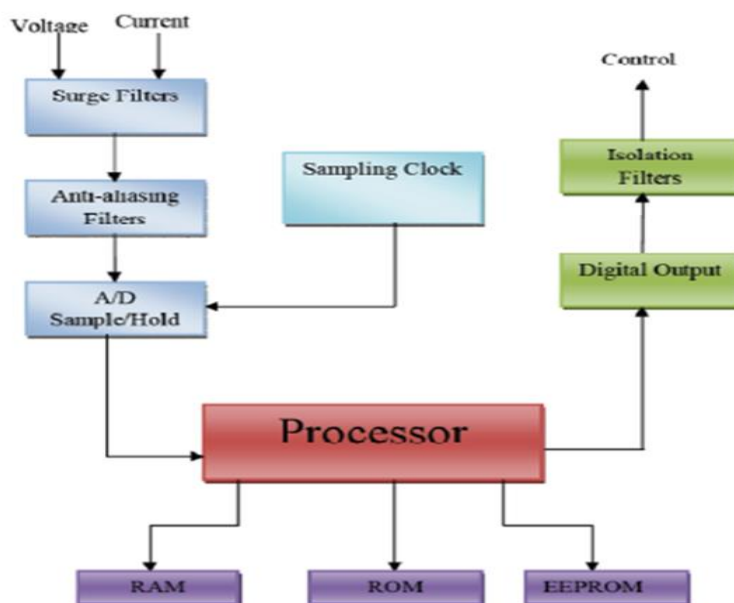 Voltage
Current
Surge Filters
Anti-aliasing
Filters
A/D
Sample/Hold
Sampling Clock
Control
Isolation
Filters
Digital Output
Processor
RAM
ROM
EEPROM